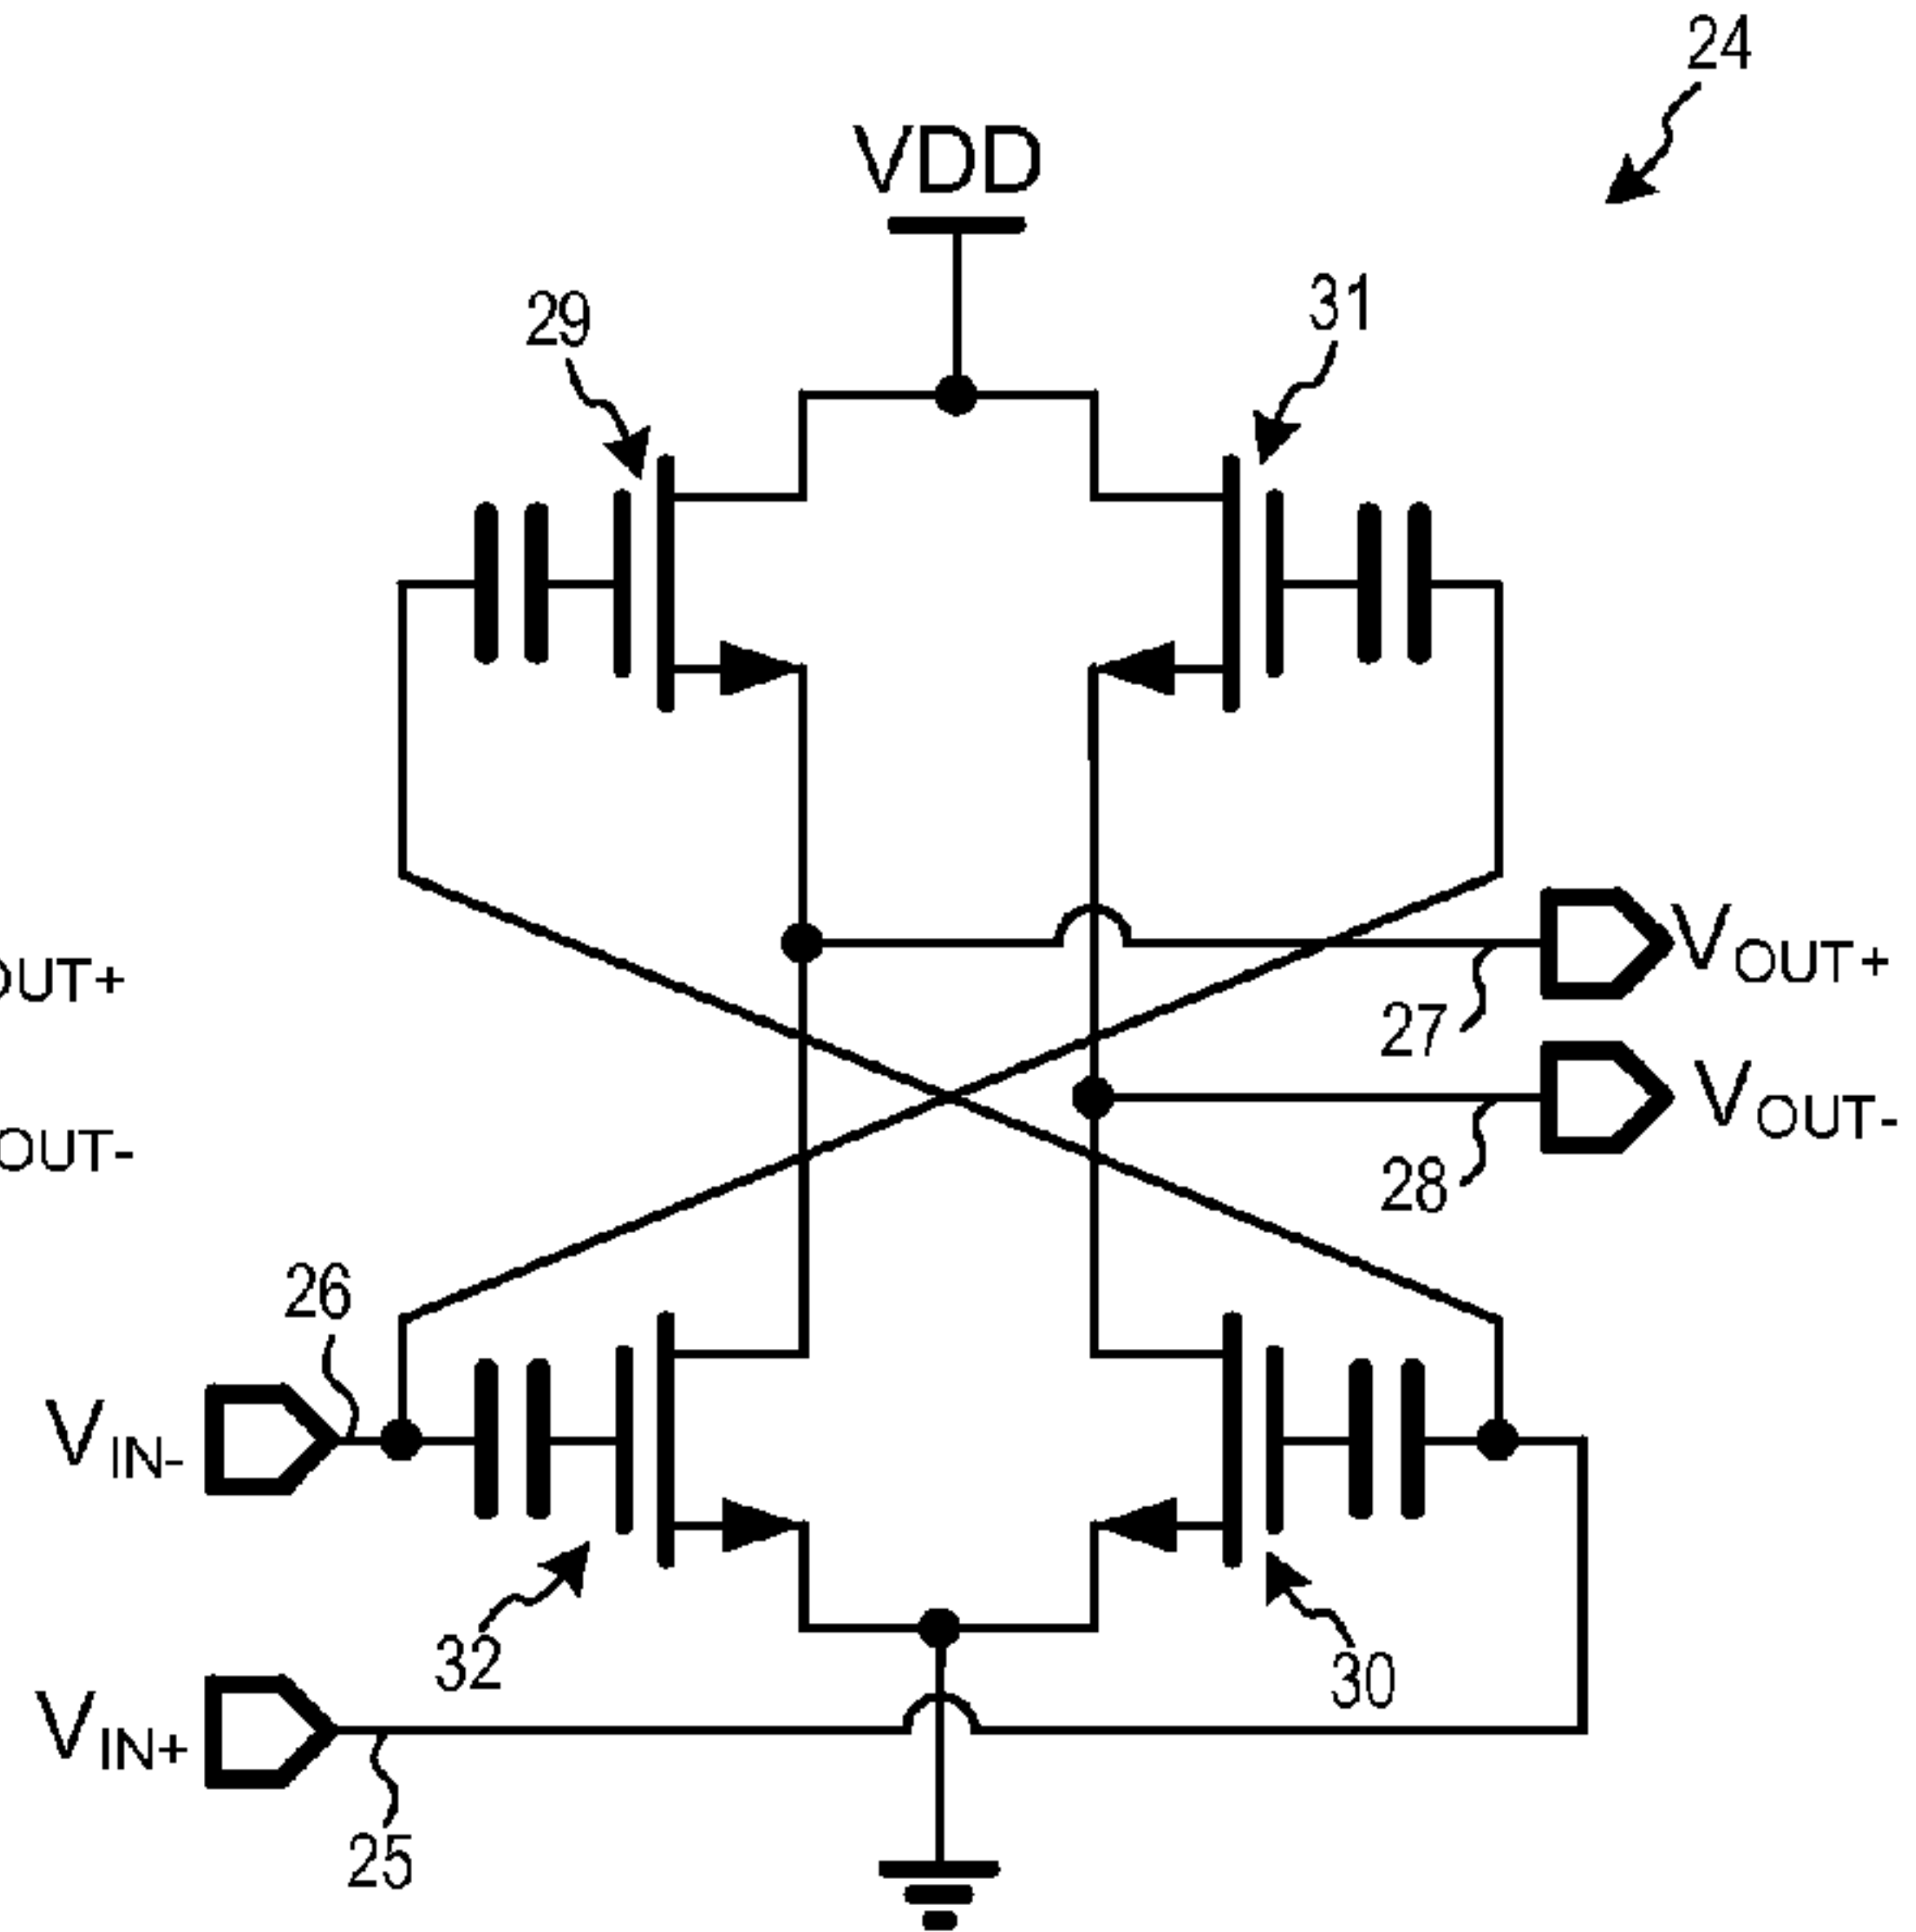 24
VDD
29
31
VOUT+
OUT+
27
VOUT-
OUT-
28
26
VIN-
32
30
VIN+
25